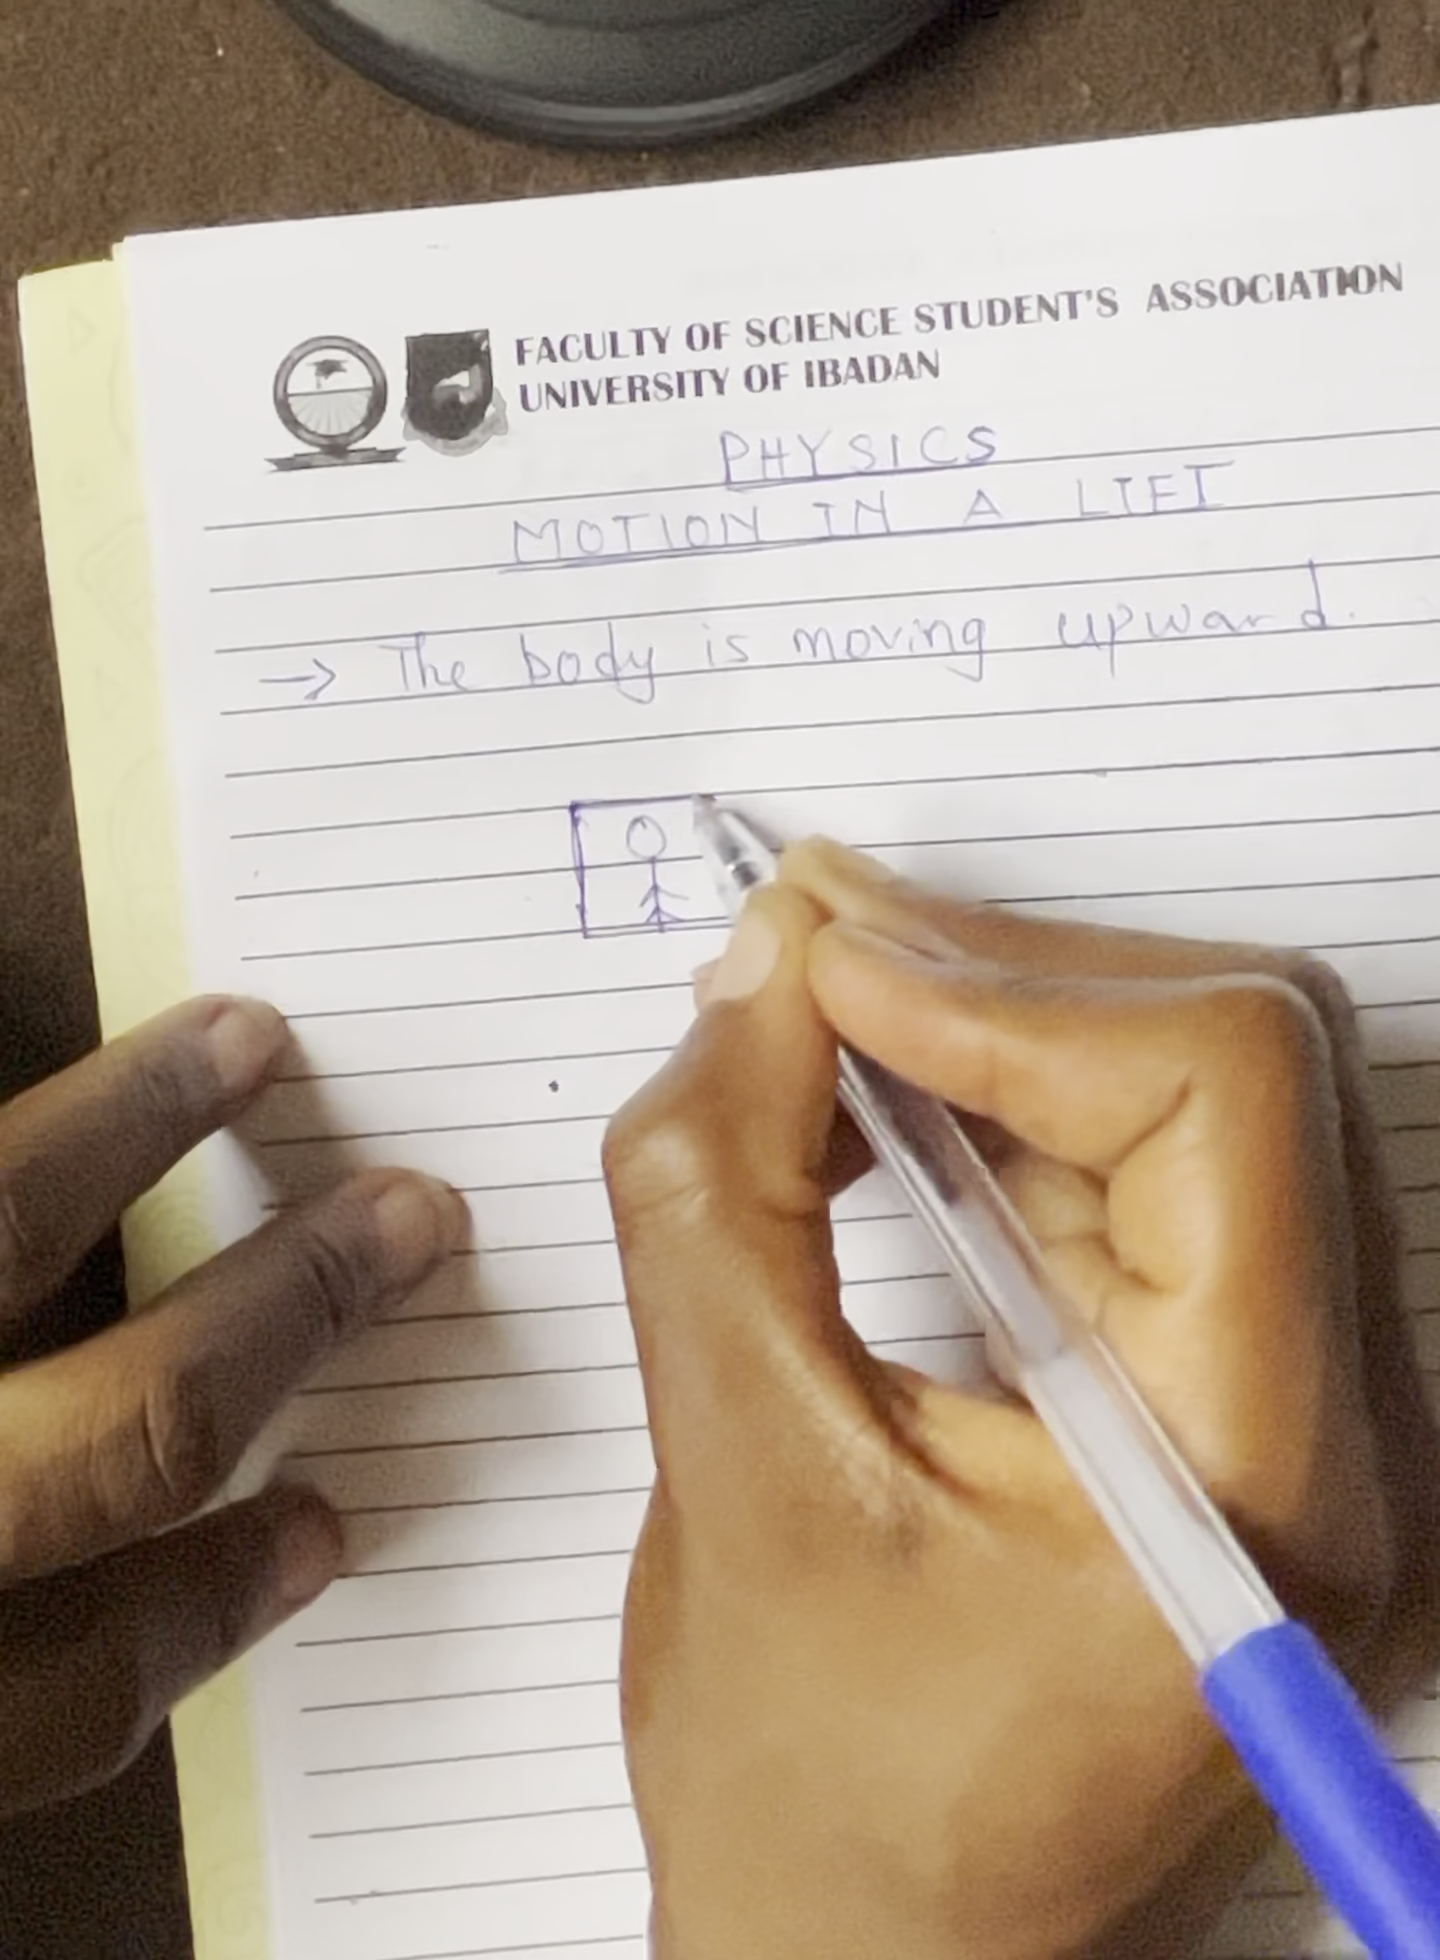 FACULTY OF SCIENCE STUDENT'S ASSOCIATION
UNIVERSITY OF IBADAN
PHYSICS
MOTION IN A LIFT
→ The body is moving upward.